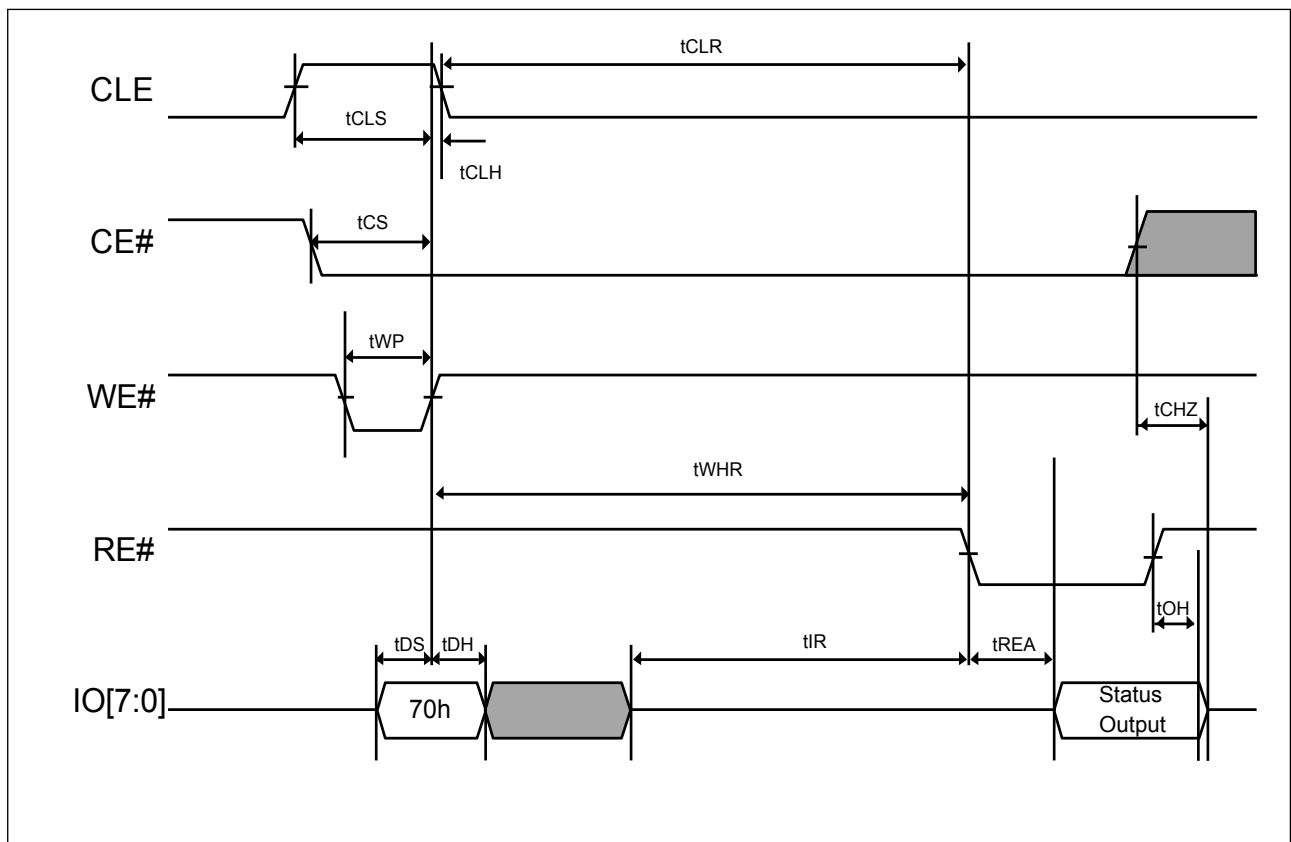 tCLR
CLE
tCLS
tCLH
tCS
CE#
tWP
WE#
tCHZ
tWHR
RE#
tOH
tDS
tDH
tIR
tREA
IO[7:0]
70h
Status
Output